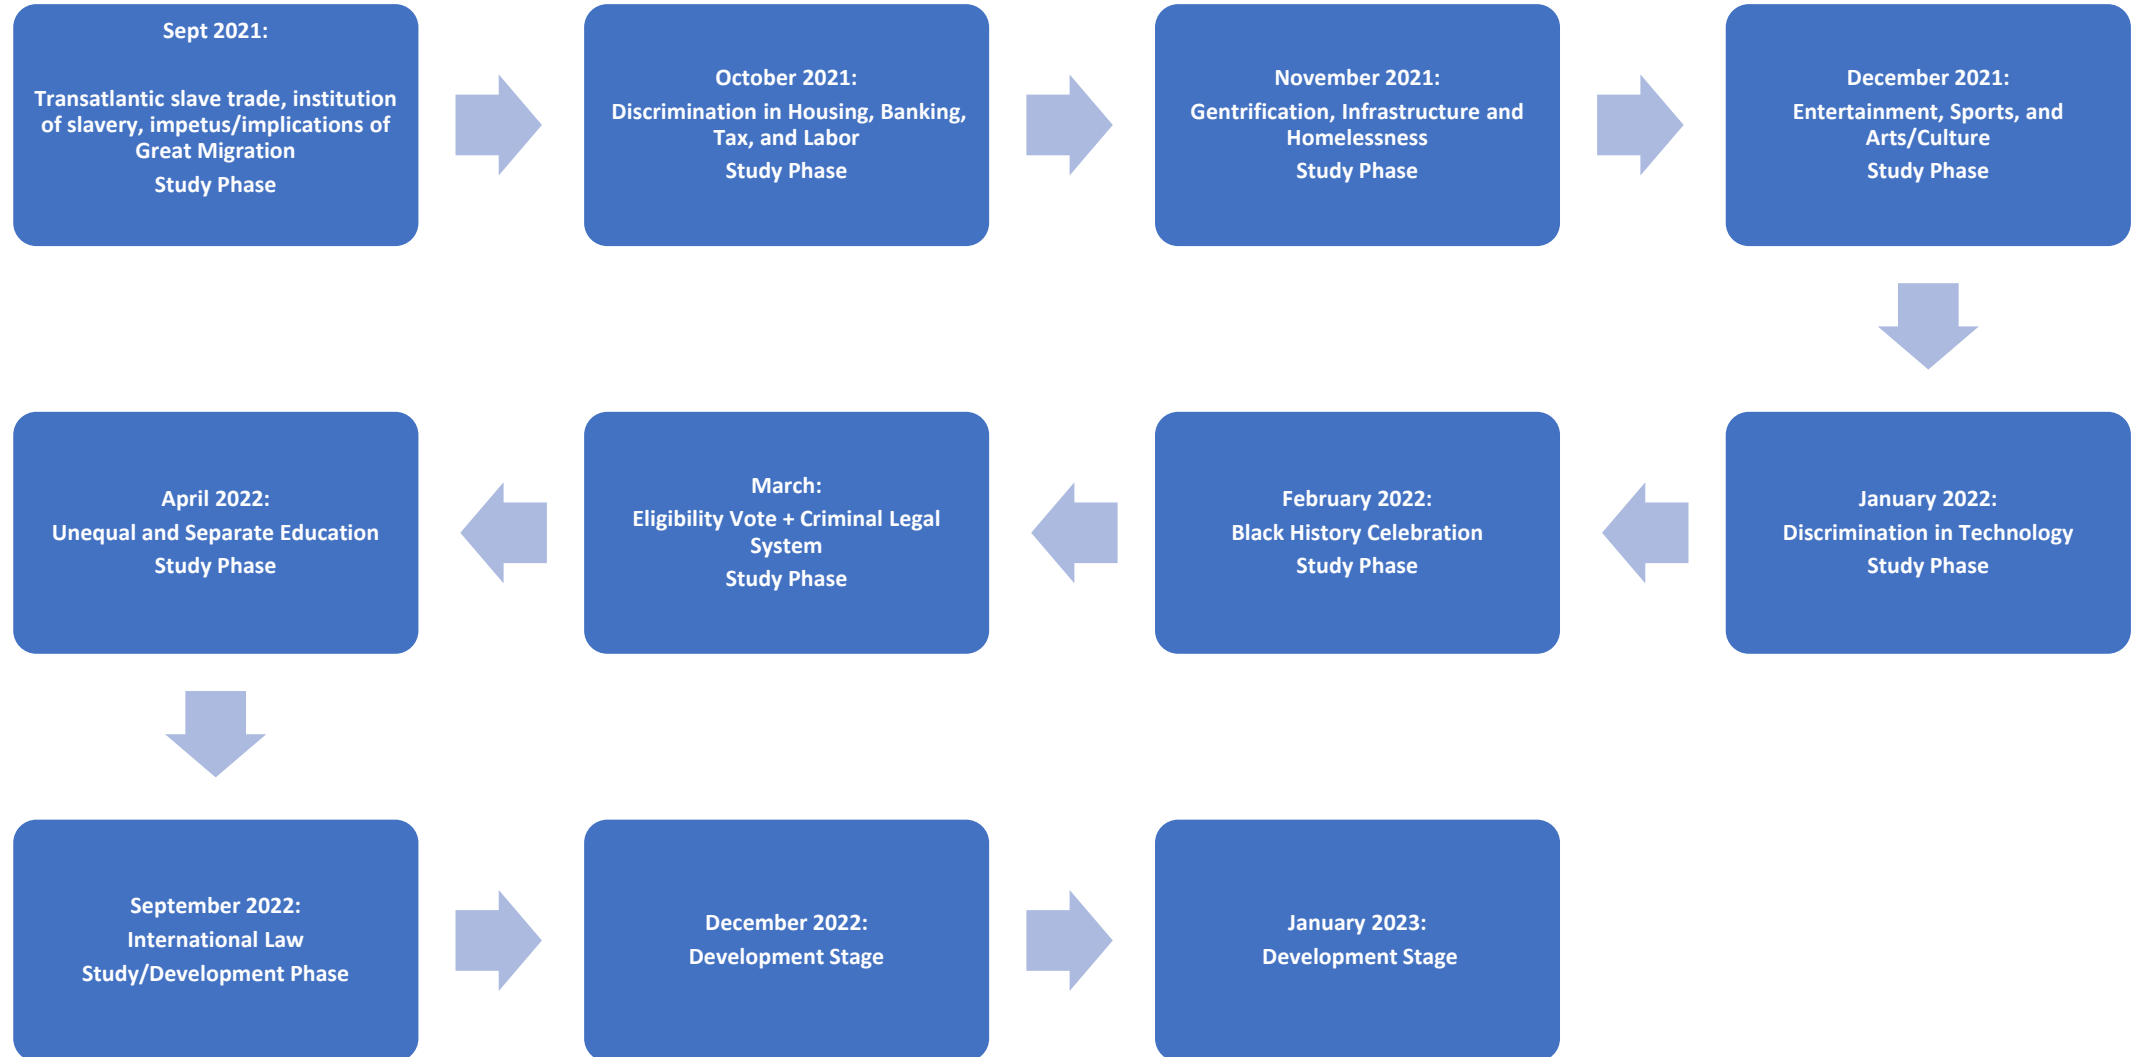 Sept 2021:
Transatlantic slave trade, institution
of slavery, impetus/implications of
Great Migration
Study Phase
October 2021:
Discrimination in Housing, Banking,
Tax, and Labor
Study Phase
November 2021:
Gentrification, Infrastructure and
Homelessness
Study Phase
December 2021:
Entertainment, Sports, and
Arts/Culture
Study Phase
January 2022:
Discrimination in Technology
Study Phase
February 2022:
Black History Celebration
Study Phase
March:
Eligibility Vote + Criminal Legal
System
Study Phase
April 2022:
Unequal and Separate Education
Study Phase
September 2022:
International Law
Study/Development Phase
December 2022:
Development Stage
January 2023:
Development Stage